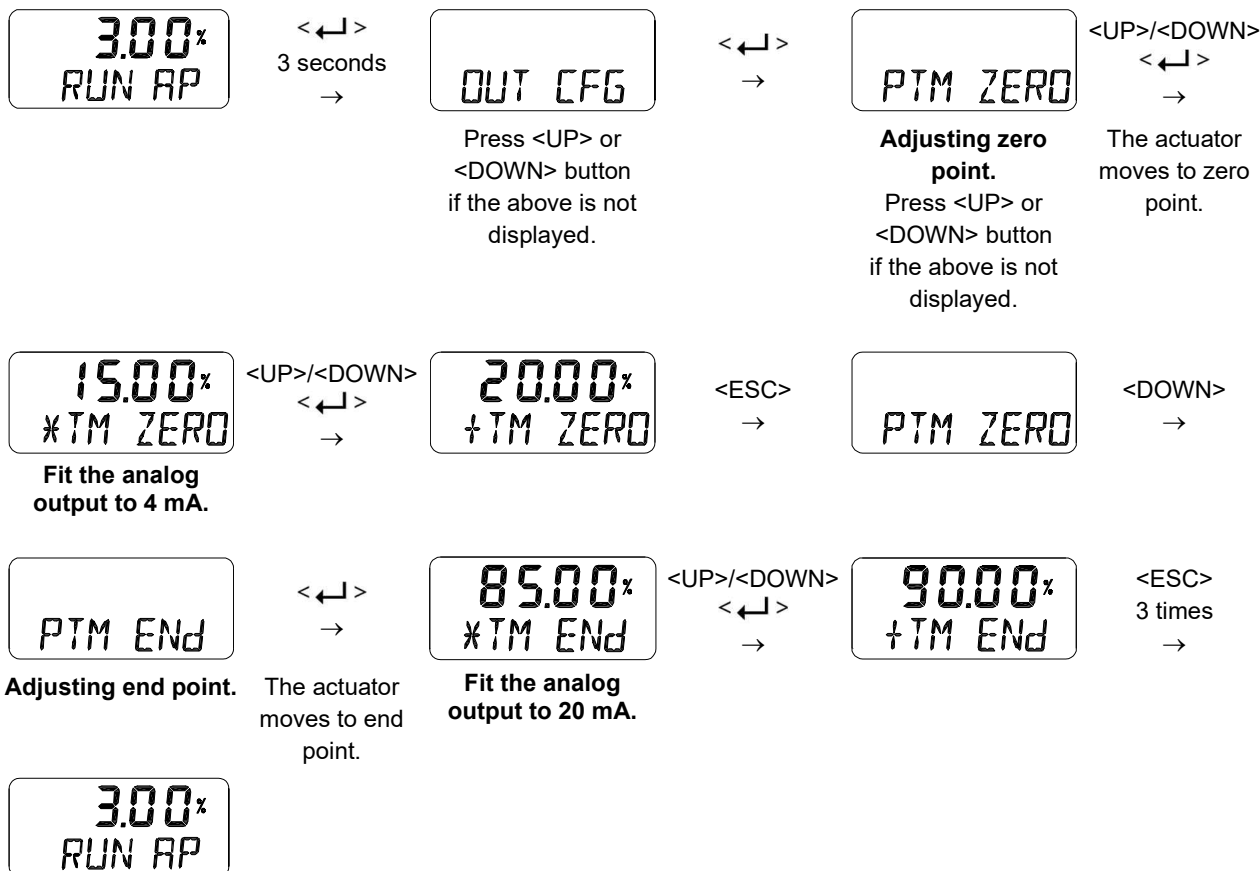 3.00%
RUN AP
<↵>
3 seconds
→
OUT CFG
Press <UP> or
<DOWN> button
if the above is not
displayed.
<↵>
→
PTM ZERO
Adjusting zero
point.
Press <UP> or
<DOWN> button
if the above is not
displayed.
<UP>/<DOWN>
<↵>
→
The actuator
moves to zero
point.
15.00%
*TM ZERO
Fit the analog
output to 4 mA.
<UP>/<DOWN>
<↵>
→
20.00%
+TM ZERO
<ESC>
→
PTM ZERO
<DOWN>
→
PTM ENd
Adjusting end point.
<↵>
→
The actuator
moves to end
point.
85.00%
*TM ENd
Fit the analog
output to 20 mA.
<UP>/<DOWN>
<↵>
→
90.00%
+TM ENd
<ESC>
3 times
→
3.00%
RUN AP